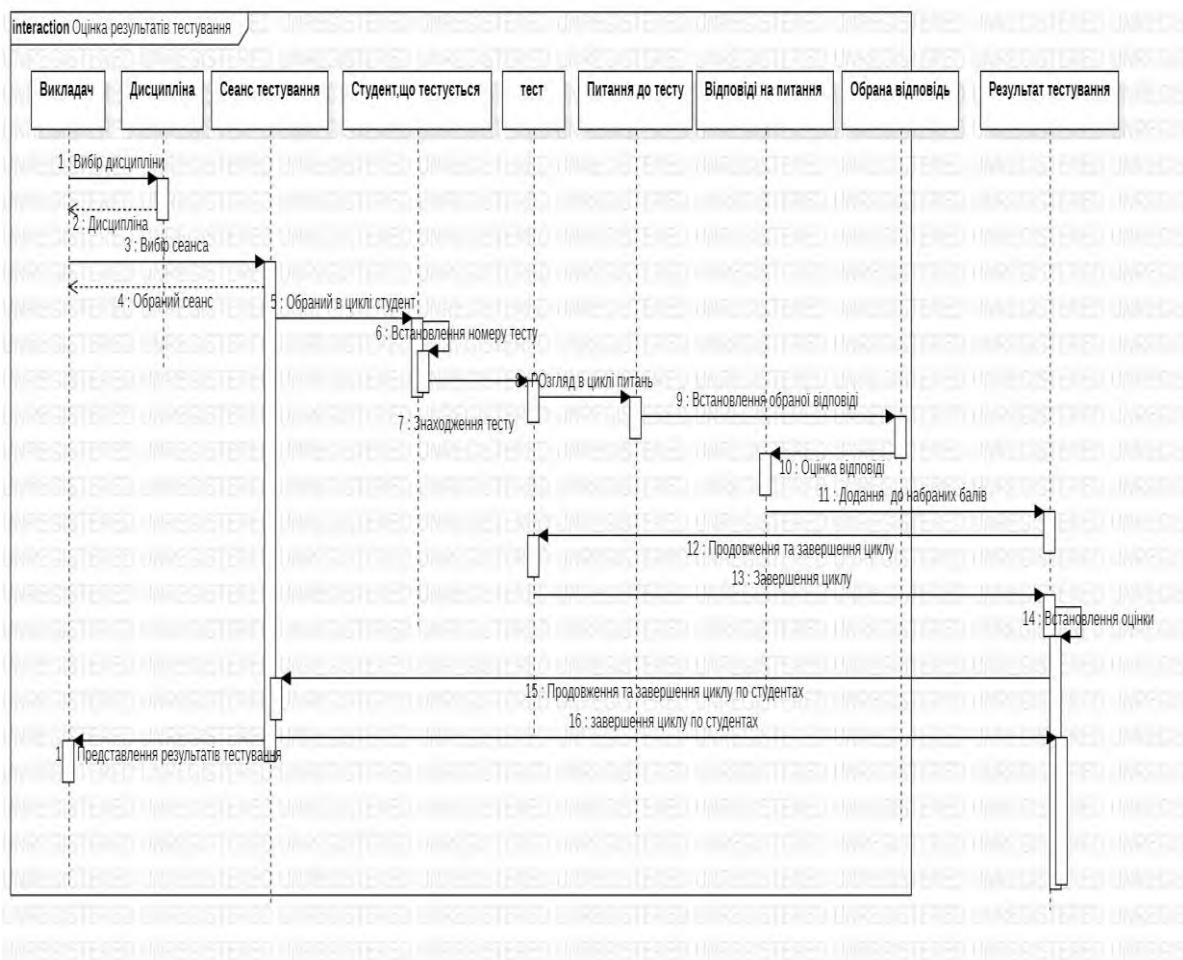 interaction Оцінка результатів тестування
Викладач
Дисципліна
Сеанс тестування
Студент,що тестується
тест
Питання до тесту
Відповіді на питання
Обрана відповідь
Результат тестування
1 : Вибір дисципліни
2 : Дисципліна
3 : Вибір сеанса
4 : Обраний сеанс
5 : Обраний в циклі студент
6 : Встановлення номеру тесту
7 : Знаходження тесту
8 : РОзгляд в циклі питань
9 : Встановлення обраної відповіді
10 : Оцінка відповіді
11 : Додання до набраних балів
12 : Продовження та завершення циклу
13 : Завершення циклу
14 : Встановлення оцінки
15 : Продовження та завершення циклу по студентах
16 : завершення циклу по студентах
Представлення результатів тестування
UNREGISTERED